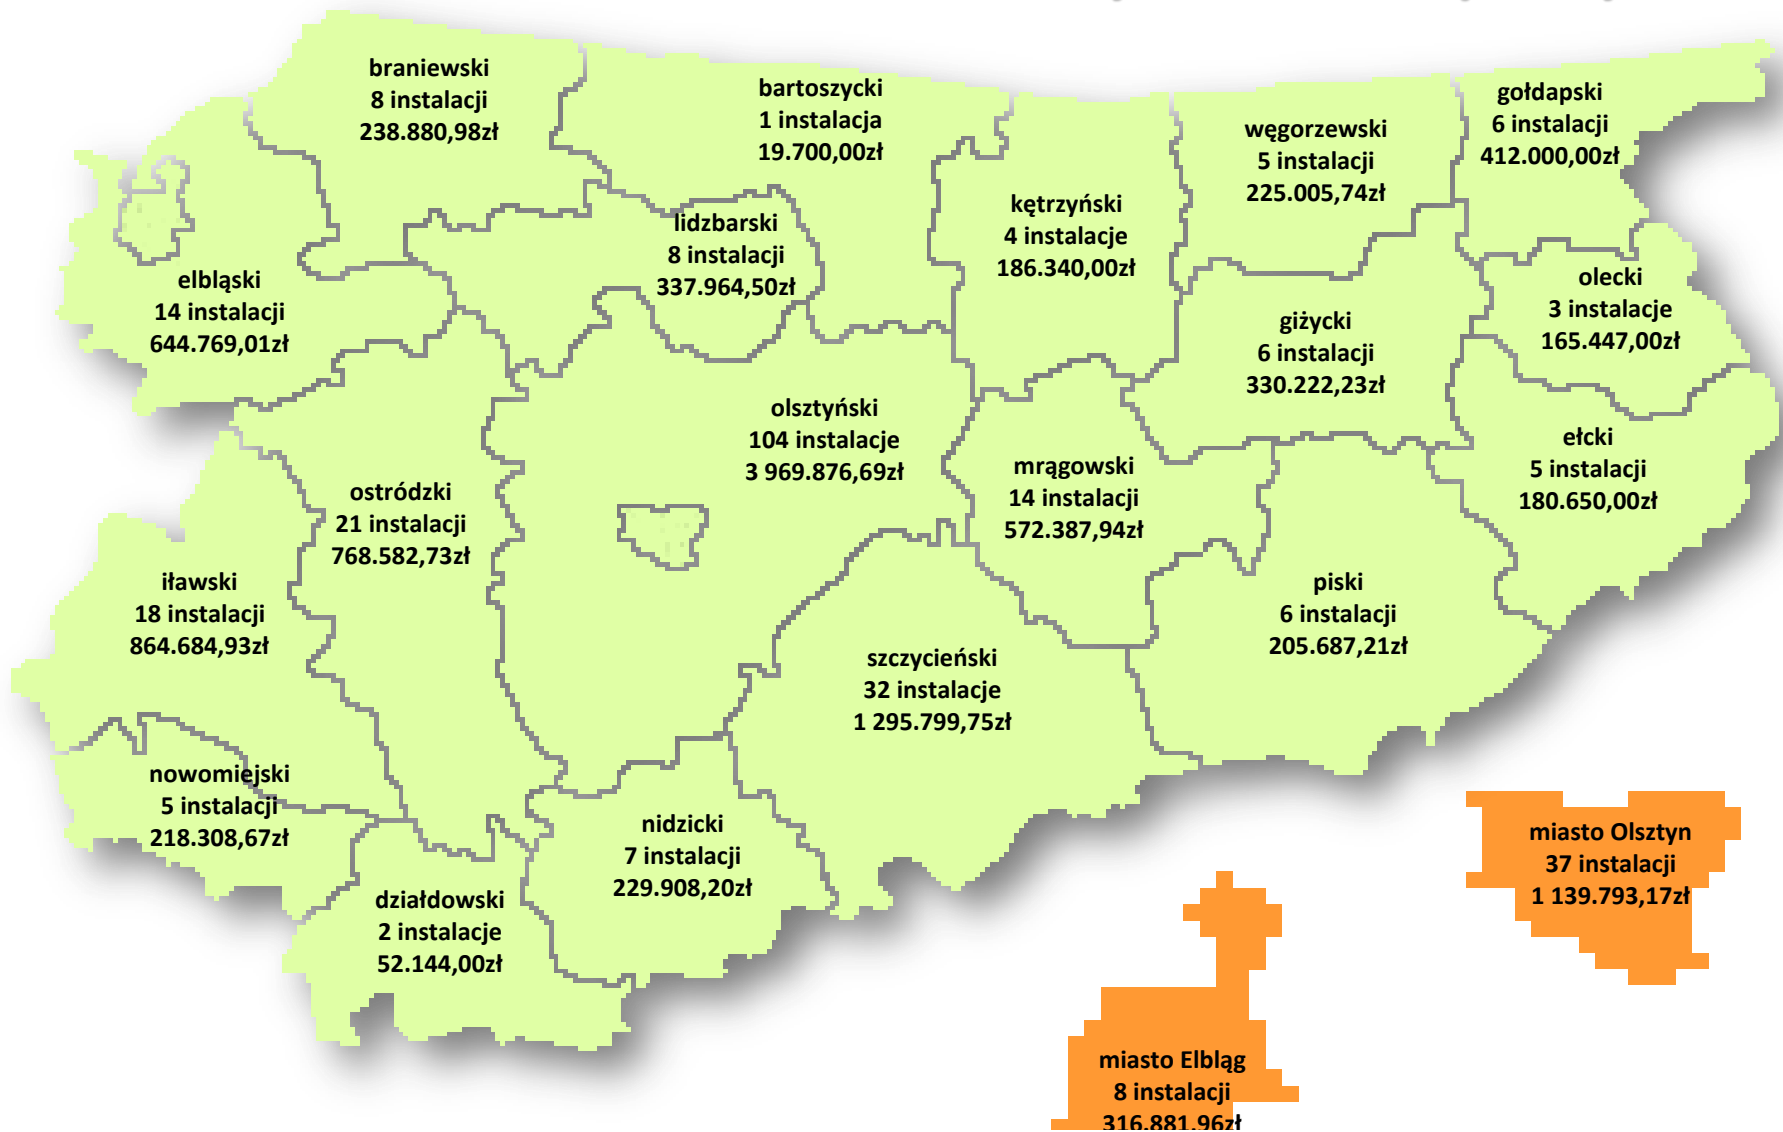 braniewski
8 instalacji
238.880,98zł
bartoszycki
1 instalacja
19.700,00zł
gołdapski
6 instalacji
412.000,00zł
węgorzewski
5 instalacji
225.005,74zł
kętrzyński
4 instalacje
186.340,00zł
lidzbarski
8 instalacji
337.964,50zł
elbląski
14 instalacji
644.769,01zł
olecki
3 instalacje
165.447,00zł
giżycki
6 instalacji
330.222,23zł
olsztyński
104 instalacje
3 969.876,69zł
ełcki
5 instalacji
180.650,00zł
mrągowski
14 instalacji
572.387,94zł
ostródzki
21 instalacji
768.582,73zł
iławski
18 instalacji
864.684,93zł
piski
6 instalacji
205.687,21zł
szczycieński
32 instalacje
1 295.799,75zł
nowomiejski
5 instalacji
218.308,67zł
nidzicki
7 instalacji
229.908,20zł
działdowski
2 instalacje
52.144,00zł
miasto Olsztyn
37 instalacji
1 139.793,17zł
miasto Elbląg
8 instalacji
316.881,96zł